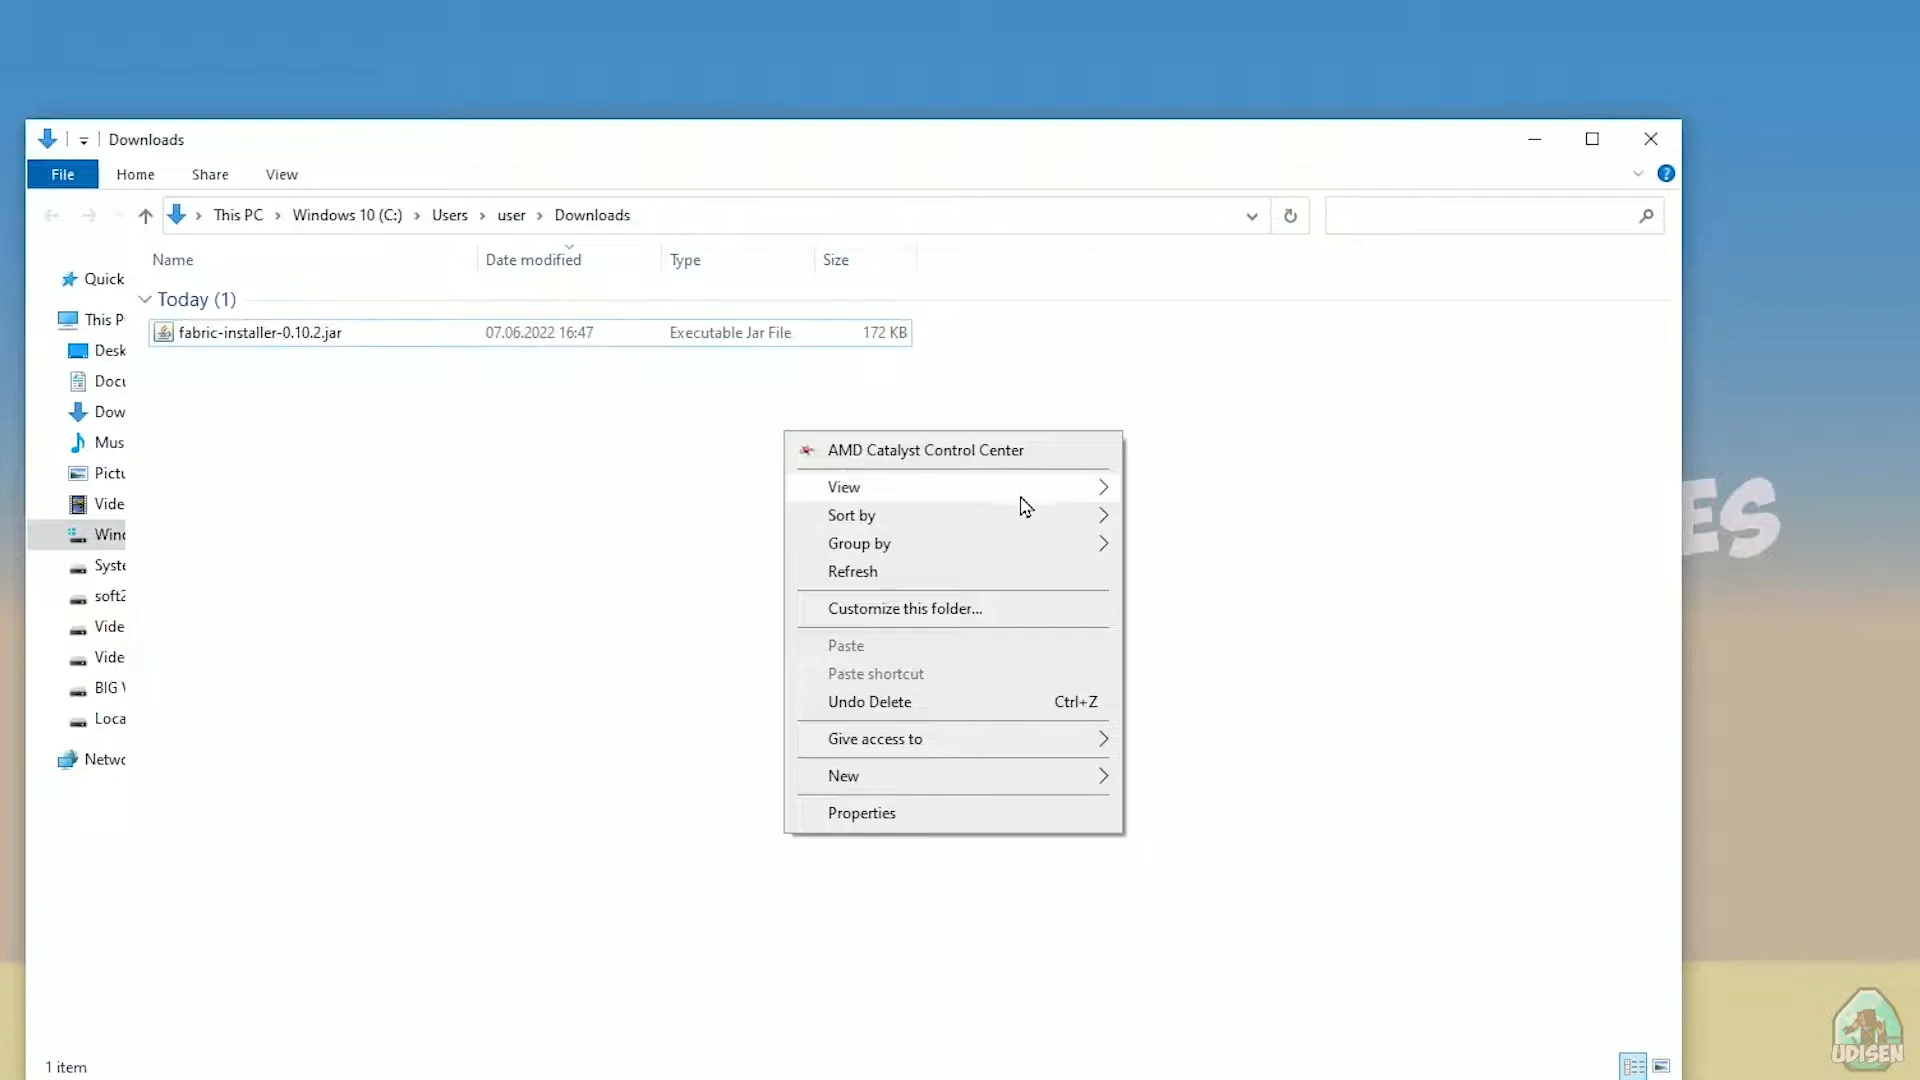 Downloads
File Home Share View
This PC Windows 10 (C:) Users user Downloads
Name Date modified Type Size
Today (1)
fabric-installer-0.10.2.jar 07.06.2022 16:47 Executable Jar File 172 KB
Quick
This P
Desk
Docu
Dow
Mus
Pictu
Vide
Wind
Syste
soft2
Vide
Vide
BIG V
Loca
Netwo
AMD Catalyst Control Center
View
Sort by
Group by
Refresh
Customize this folder...
Paste
Paste shortcut
Undo Delete Ctrl+Z
Give access to
New
Properties
ES
1 item
UDISEN